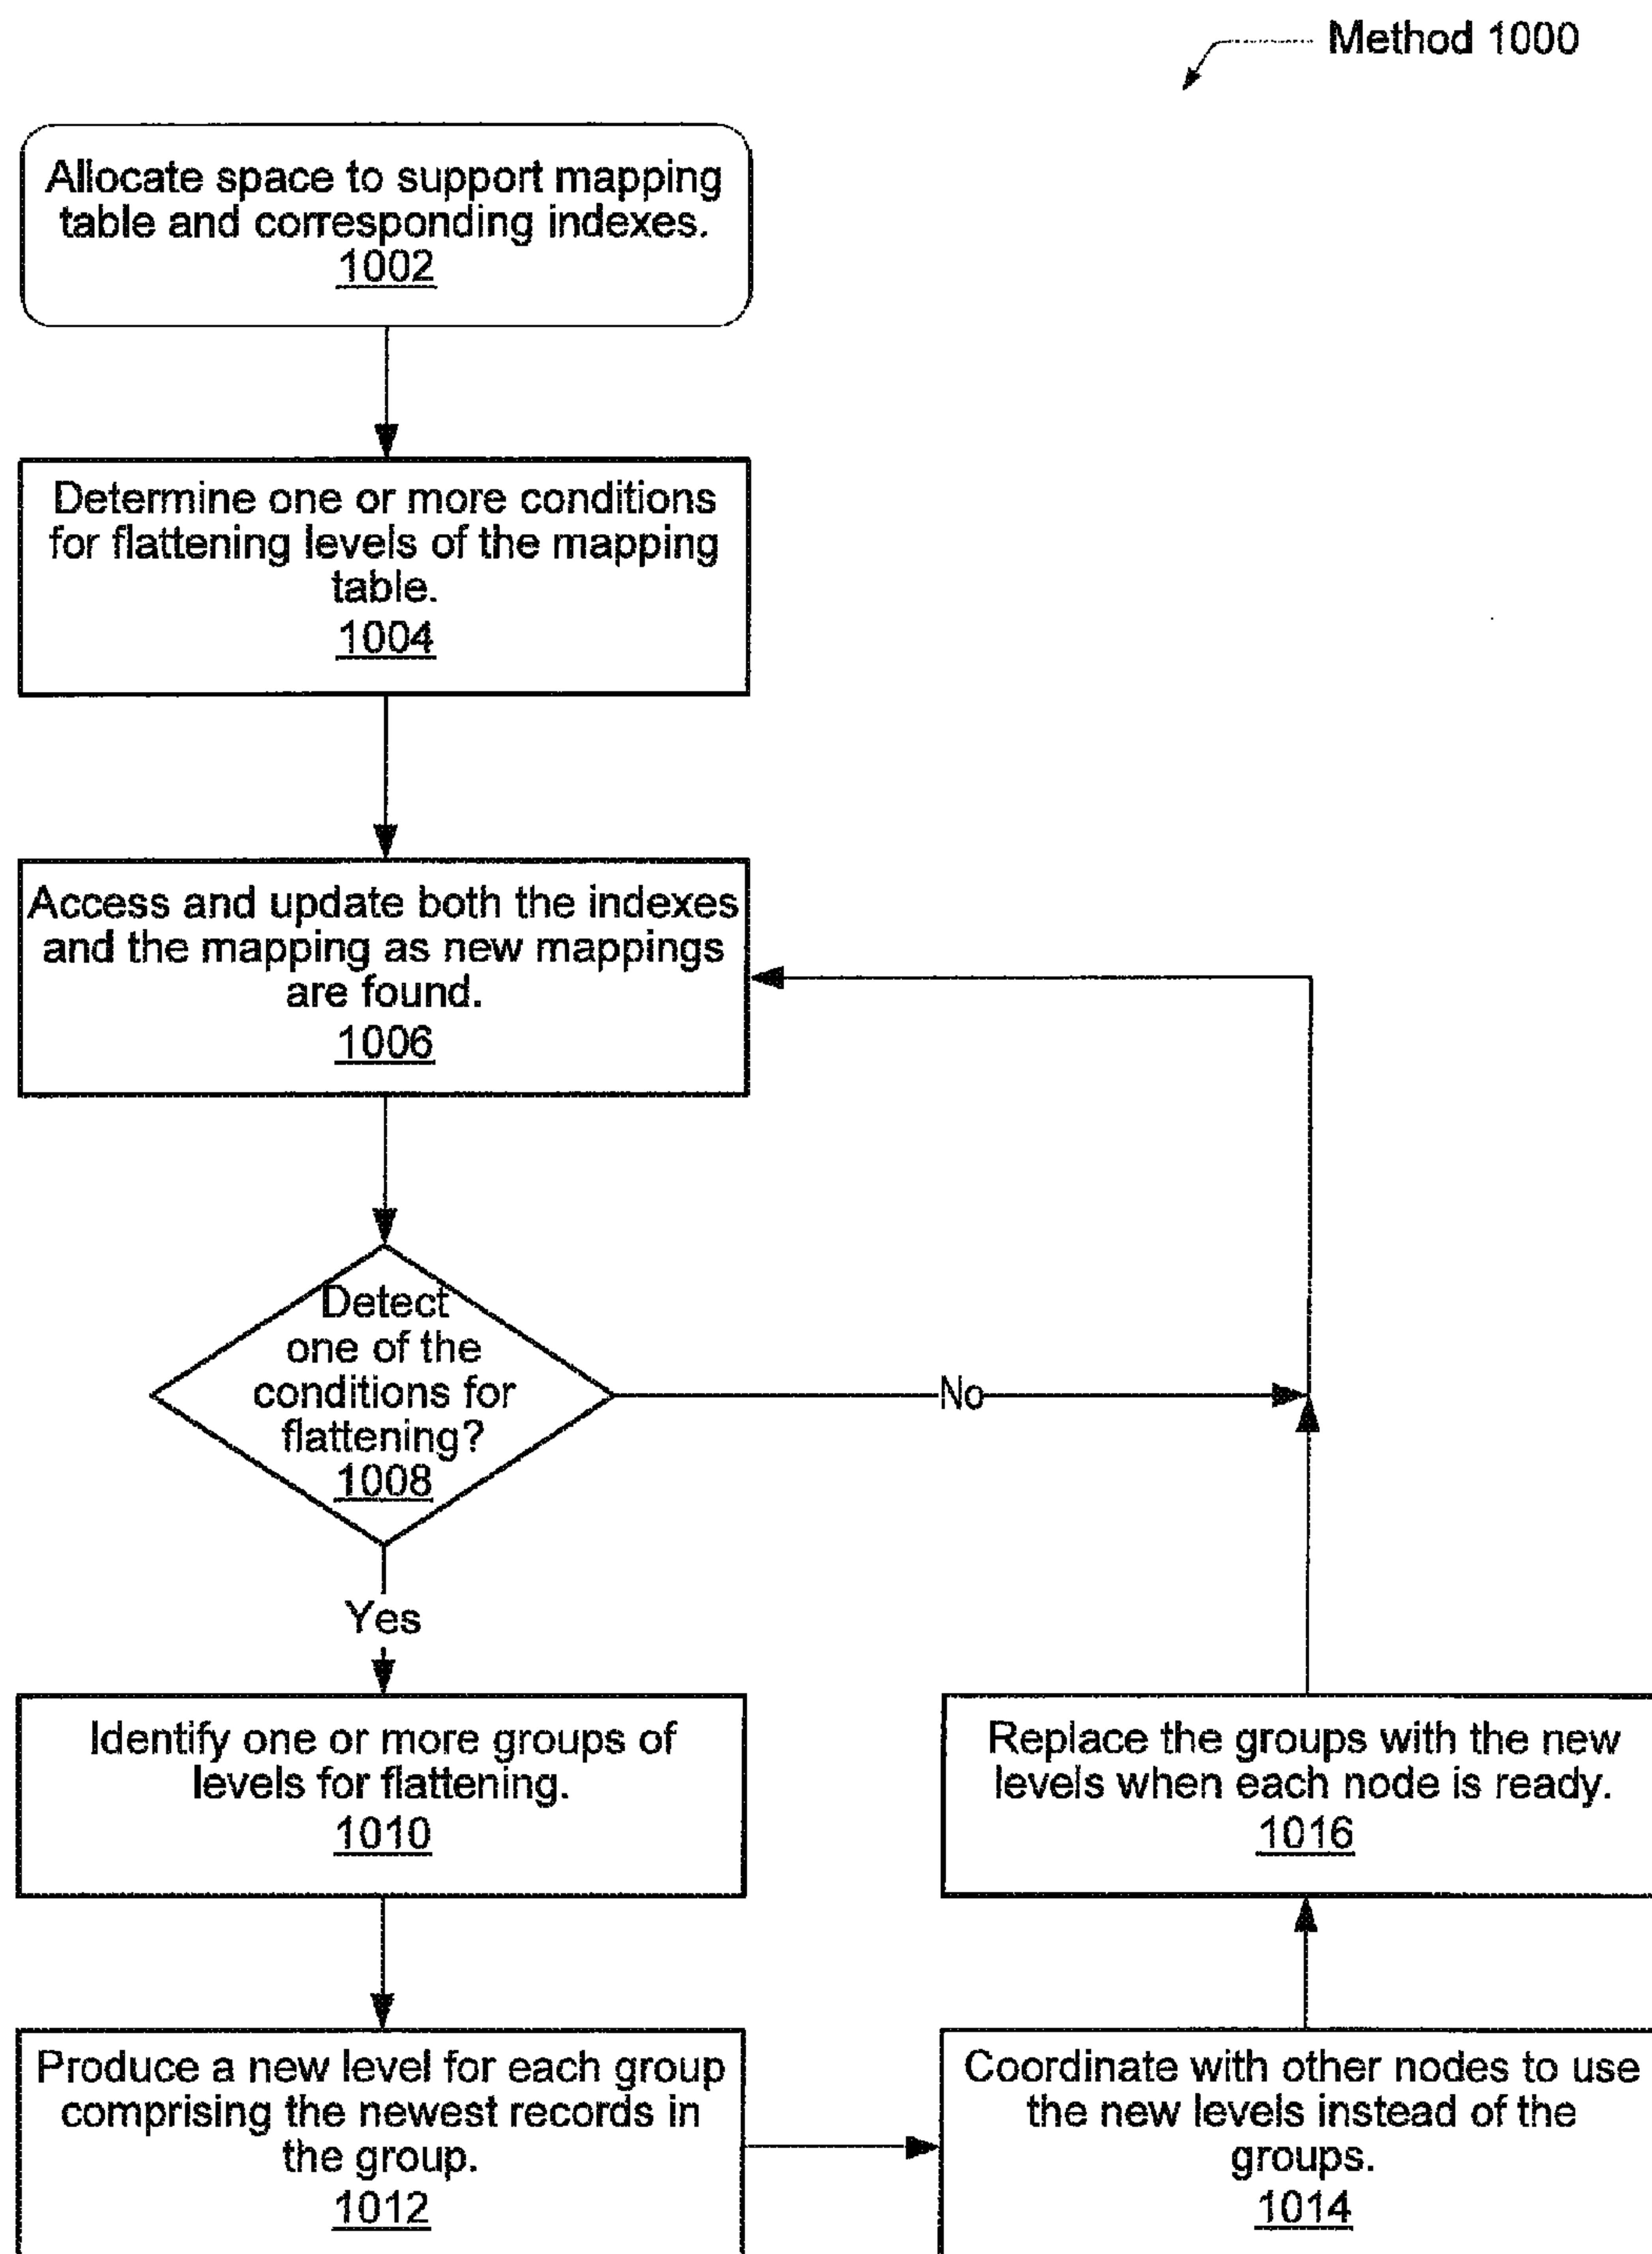 Method 1000
Allocate space to support mapping
table and corresponding indexes.
1002
Determine one or more conditions
for flattening levels of the mapping
table.
1004
Access and update both the indexes
and the mapping as new mappings
are found.
1006
Detect
one of the
conditions for
flattening?
1008
No
Yes
Identify one or more groups of
levels for flattening.
1010
Replace the groups with the new
levels when each node is ready.
1016
Produce a new level for each group
comprising the newest records in
the group.
1012
Coordinate with other nodes to use
the new levels instead of the
groups.
1014